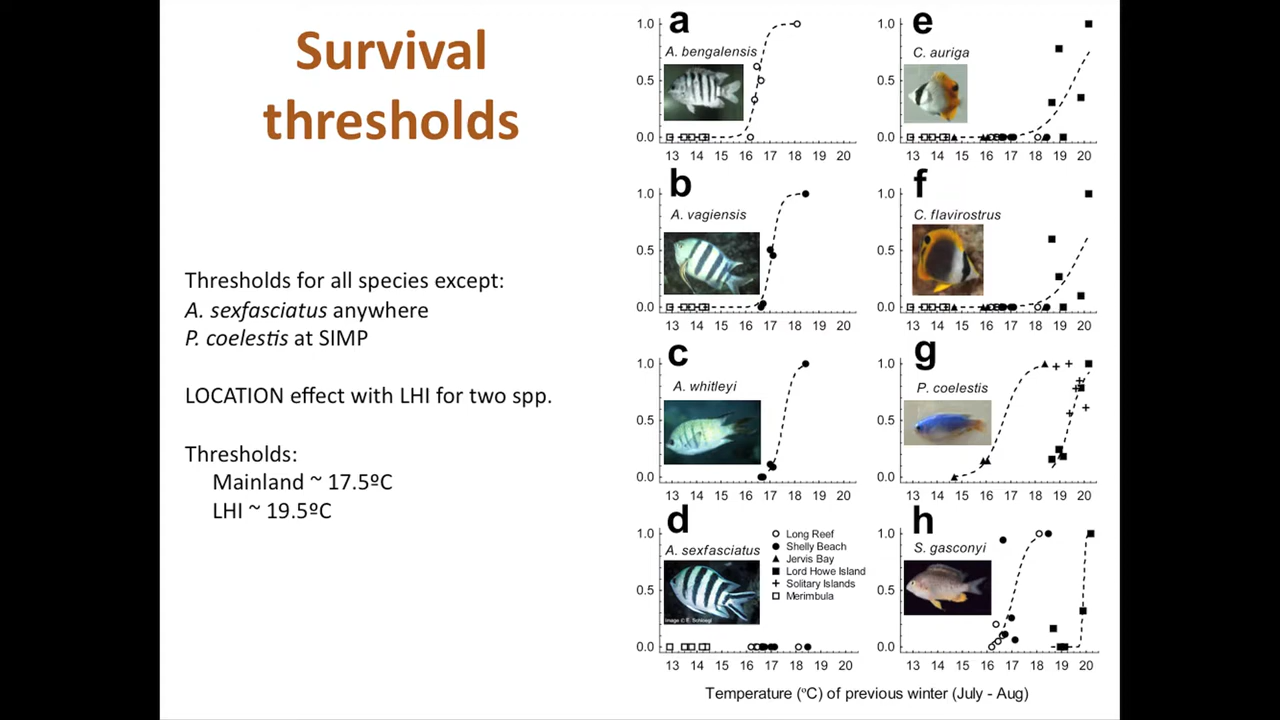 Survival
thresholds
Thresholds for all species except:
A. sexfasciatus anywhere
P. coelestis at SIMP
LOCATION effect with LHI for two spp.
Thresholds:
Mainland ~ 17.5ºC
LHI ~ 19.5ºC
a
A. bengalensis
1.0
0.5
0.0
13 14 15 16 17 18 19 20
b
A. vagiensis
1.0
0.5
0.0
13 14 15 16 17 18 19 20
c
A. whitleyi
1.0
0.5
0.0
13 14 15 16 17 18 19 20
d
A. sexfasciatus
1.0
0.5
0.0
Long Reef
Shelly Beach
Jervis Bay
Lord Howe Island
Solitary Islands
Merimbula
13 14 15 16 17 18 19 20
e
C. auriga
1.0
0.5
0.0
13 14 15 16 17 18 19 20
f
C. flavirostrus
1.0
0.5
0.0
13 14 15 16 17 18 19 20
g
P. coelestis
1.0
0.5
0.0
13 14 15 16 17 18 19 20
h
S. gasconyi
1.0
0.5
0.0
13 14 15 16 17 18 19 20
Temperature (ºC) of previous winter (July - Aug)